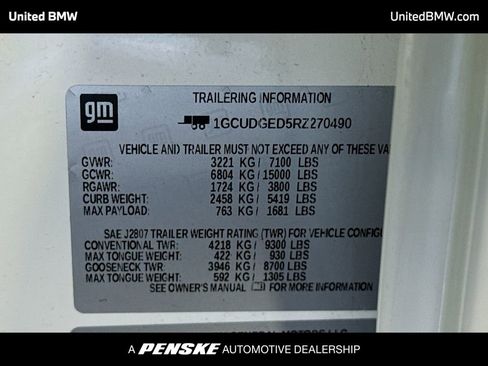 United BMW
UnitedBMW.com
gm
TRAILERING INFORMATION
1GCUDGED5RZ270490
VEHICLE AND TRAILER MUST NOT EXCEED ANY OF THESE VA
GVWR: 3221 KG / 7100 LBS
GCWR: 6804 KG / 15000 LBS
RGAWR: 1724 KG / 3800 LBS
CURB WEIGHT: 2458 KG / 5419 LBS
MAX PAYLOAD: 763 KG / 1681 LBS
SAE J2807 TRAILER WEIGHT RATING (TWR) FOR VEHICLE CONFIG
CONVENTIONAL TWR: 4218 KG / 9300 LBS
MAX TONGUE WEIGHT: 422 KG / 930 LBS
GOOSENECK TWR: 3946 KG / 8700 LBS
MAX TONGUE WEIGHT: 592 KG / 1305 LBS
SEE OWNER'S MANUAL FOR MORE INFORMATION
A PENSKE AUTOMOTIVE DEALERSHIP